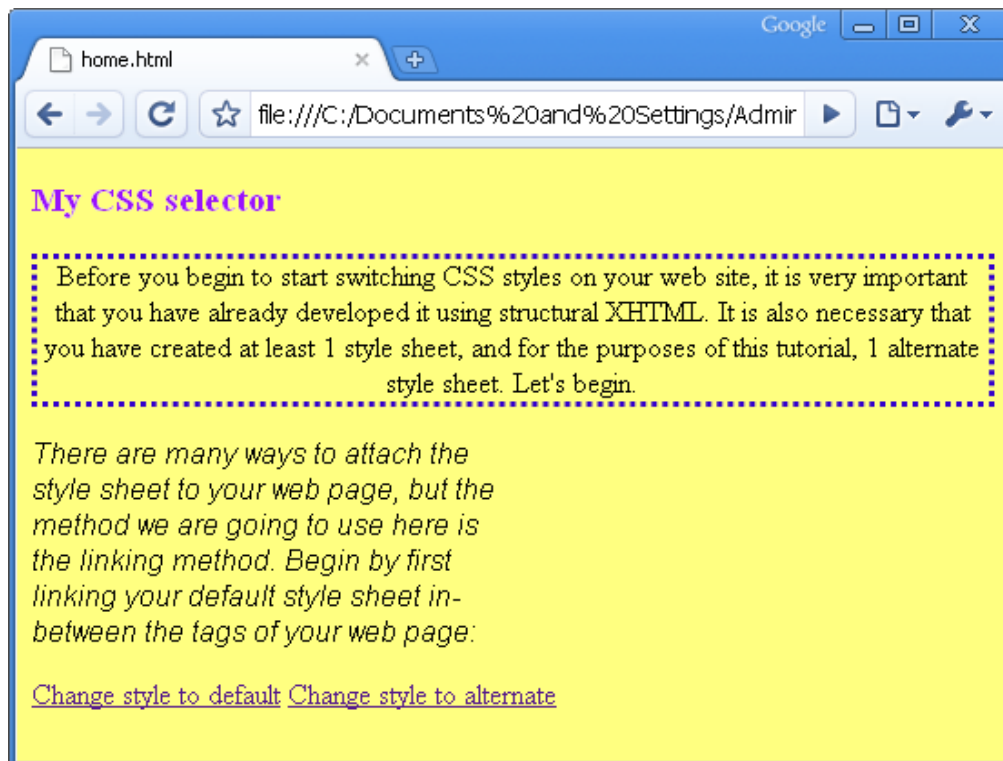 Google
home.html
file:///C:/Documents%20and%20Settings/Admir
My CSS selector
Before you begin to start switching CSS styles on your web site, it is very important
that you have already developed it using structural XHTML. It is also necessary that
you have created at least 1 style sheet, and for the purposes of this tutorial, 1 alternate
style sheet. Let's begin.
There are many ways to attach the
style sheet to your web page, but the
method we are going to use here is
the linking method. Begin by first
linking your default style sheet in-
between the tags of your web page:
Change style to default Change style to alternate